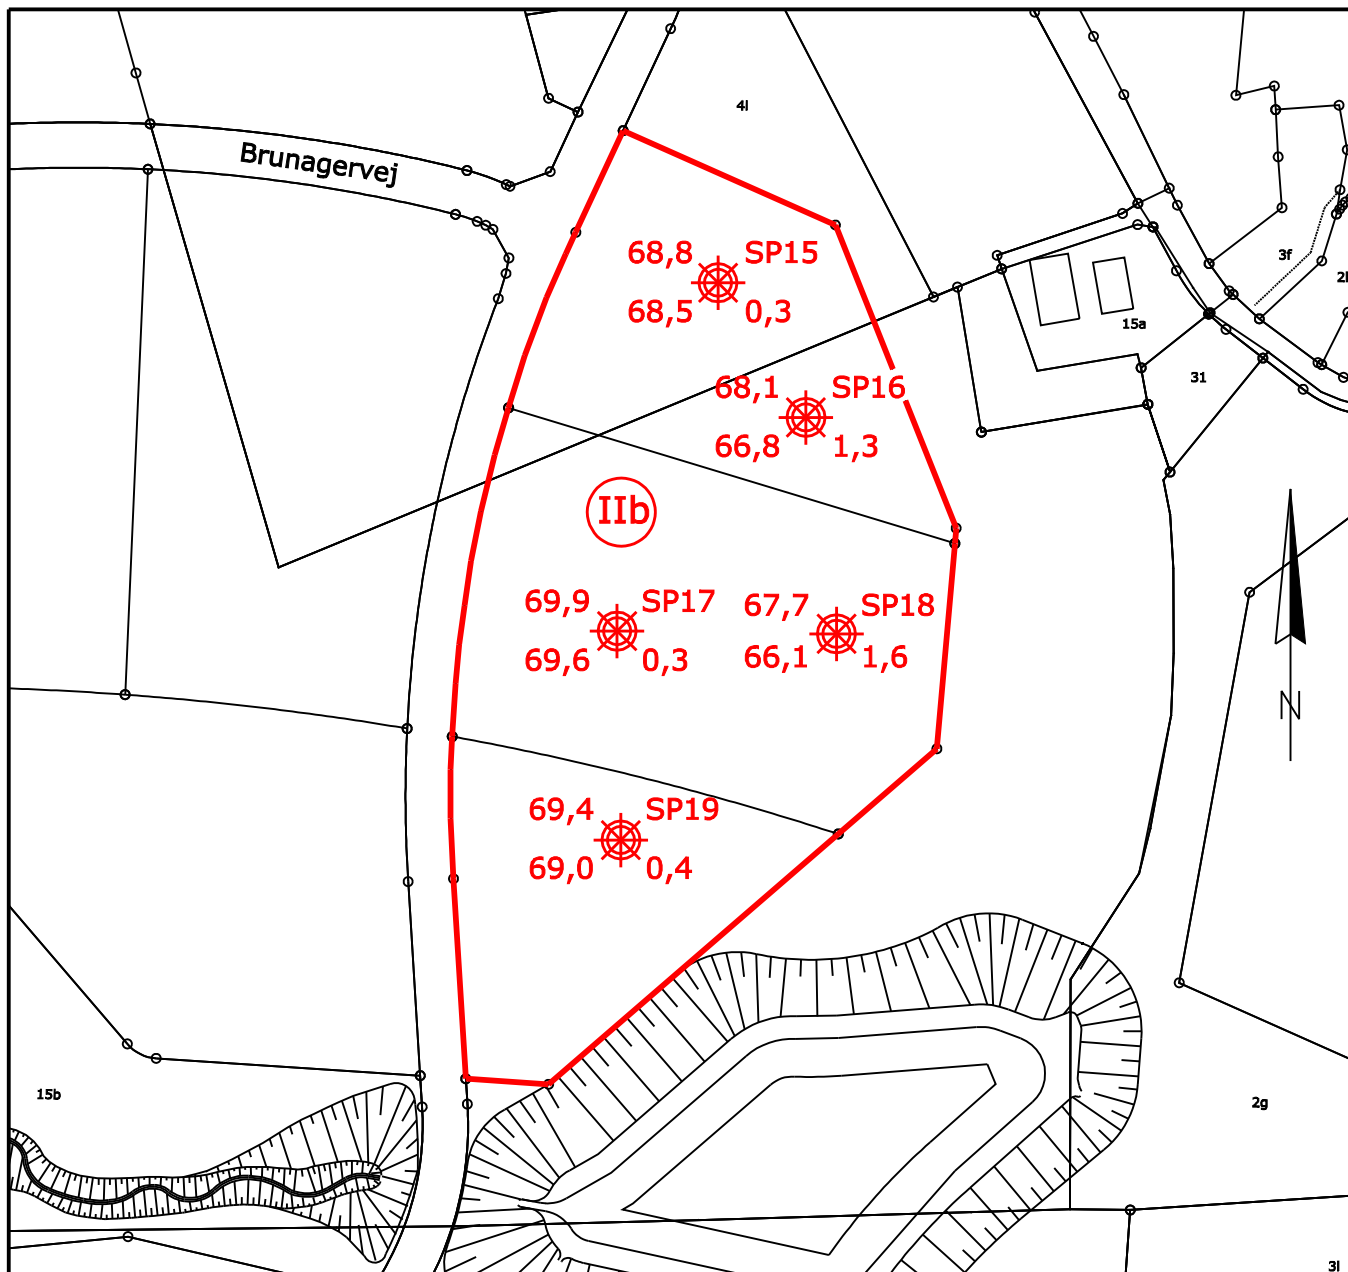 4l
Brunagervej
68,8 SP15
68,5 0,3
3f
15a
31
68,1 SP16
66,8 1,3
IIb
69,9 SP17
69,6 0,3
67,7 SP18
66,1 1,6
N
69,4 SP19
69,0 0,4
15b
2g